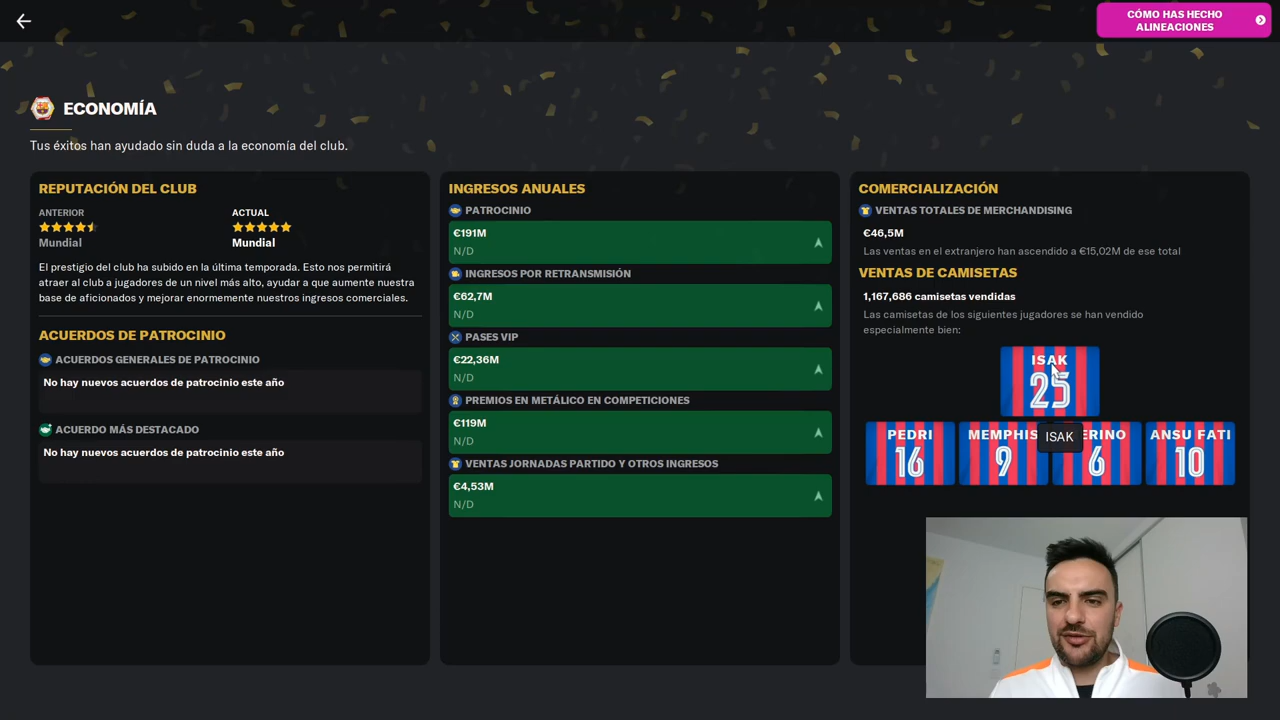 CÓMO HAS HECHO
ALINEACIONES
ECONOMÍA
Tus éxitos han ayudado sin duda a la economía del club.
REPUTACIÓN DEL CLUB
ANTERIOR
ACTUAL
Mundial
Mundial
El prestigio del club ha subido en la última temporada. Esto nos permitirá
atraer al club a jugadores de un nivel más alto, ayudar a que aumente nuestra
base de aficionados y mejorar enormemente nuestros ingresos comerciales.
ACUERDOS DE PATROCINIO
ACUERDOS GENERALES DE PATROCINIO
No hay nuevos acuerdos de patrocinio este año
ACUERDO MÁS DESTACADO
No hay nuevos acuerdos de patrocinio este año
INGRESOS ANUALES
PATROCINIO
€191M
N/D
INGRESOS POR RETRANSMISIÓN
€62,7M
N/D
PASES VIP
€22,36M
N/D
PREMIOS EN METÁLICO EN COMPETICIONES
€119M
N/D
VENTAS JORNADAS PARTIDO Y OTROS INGRESOS
€4,53M
N/D
COMERCIALIZACIÓN
VENTAS TOTALES DE MERCHANDISING
€46,5M
Las ventas en el extranjero han ascendido a €15,02M de ese total
VENTAS DE CAMISETAS
1,167,686 camisetas vendidas
Las camisetas de los siguientes jugadores se han vendido
especialmente bien:
ISAK
25
PEDRI
16
MEMPHIS
9
ISAK
ERINO
6
ANSU FATI
10